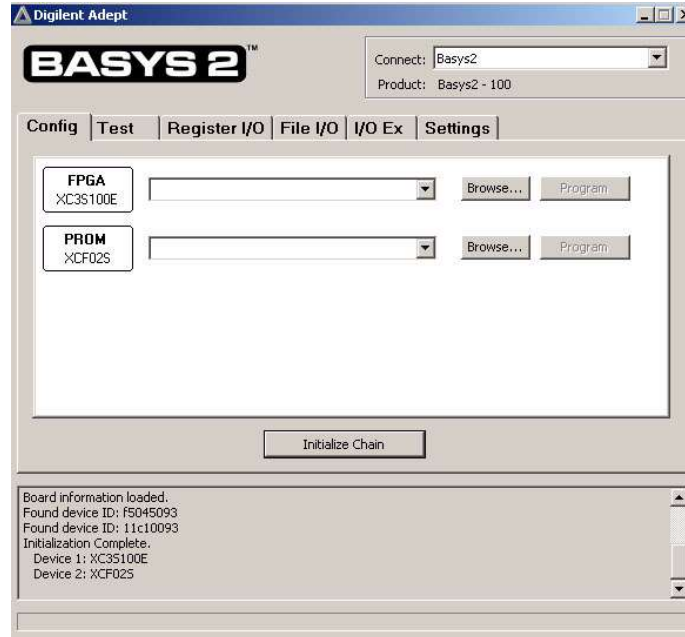 Digilent Adept
BASYS 2™
Connect: Basys2
Product: Basys2 - 100
Config Test Register I/O File I/O I/O Ex Settings
FPGA
XC3S100E
Browse... Program
PROM
XCF02S
Browse... Program
Initialize Chain
Board information loaded.
Found device ID: f5045093
Found device ID: 11c10093
Initialization Complete.
Device 1: XC3S100E
Device 2: XCF02S